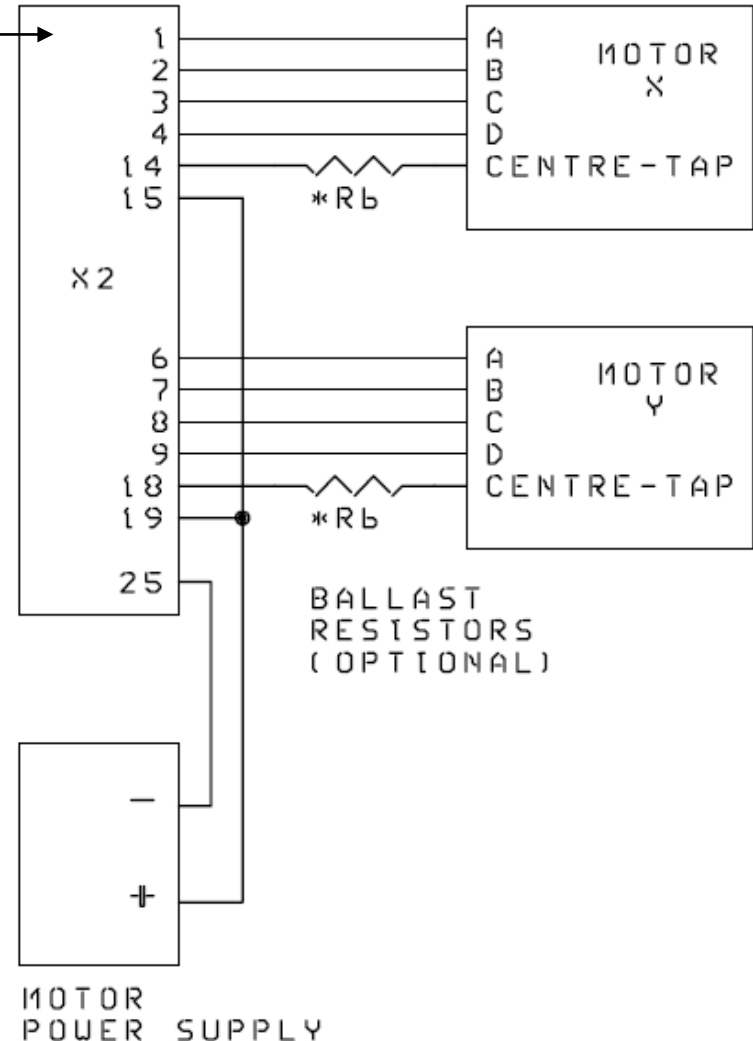 1 A MOTOR
2 B X
3 C
4 D
14 CENTRE-TAP
15 *Rb
X2
6 A MOTOR
7 B Y
8 C
9 D
18 CENTRE-TAP
19 *Rb
25
BALLAST
RESISTORS
(OPTIONAL)
-
+
MOTOR
POWER SUPPLY